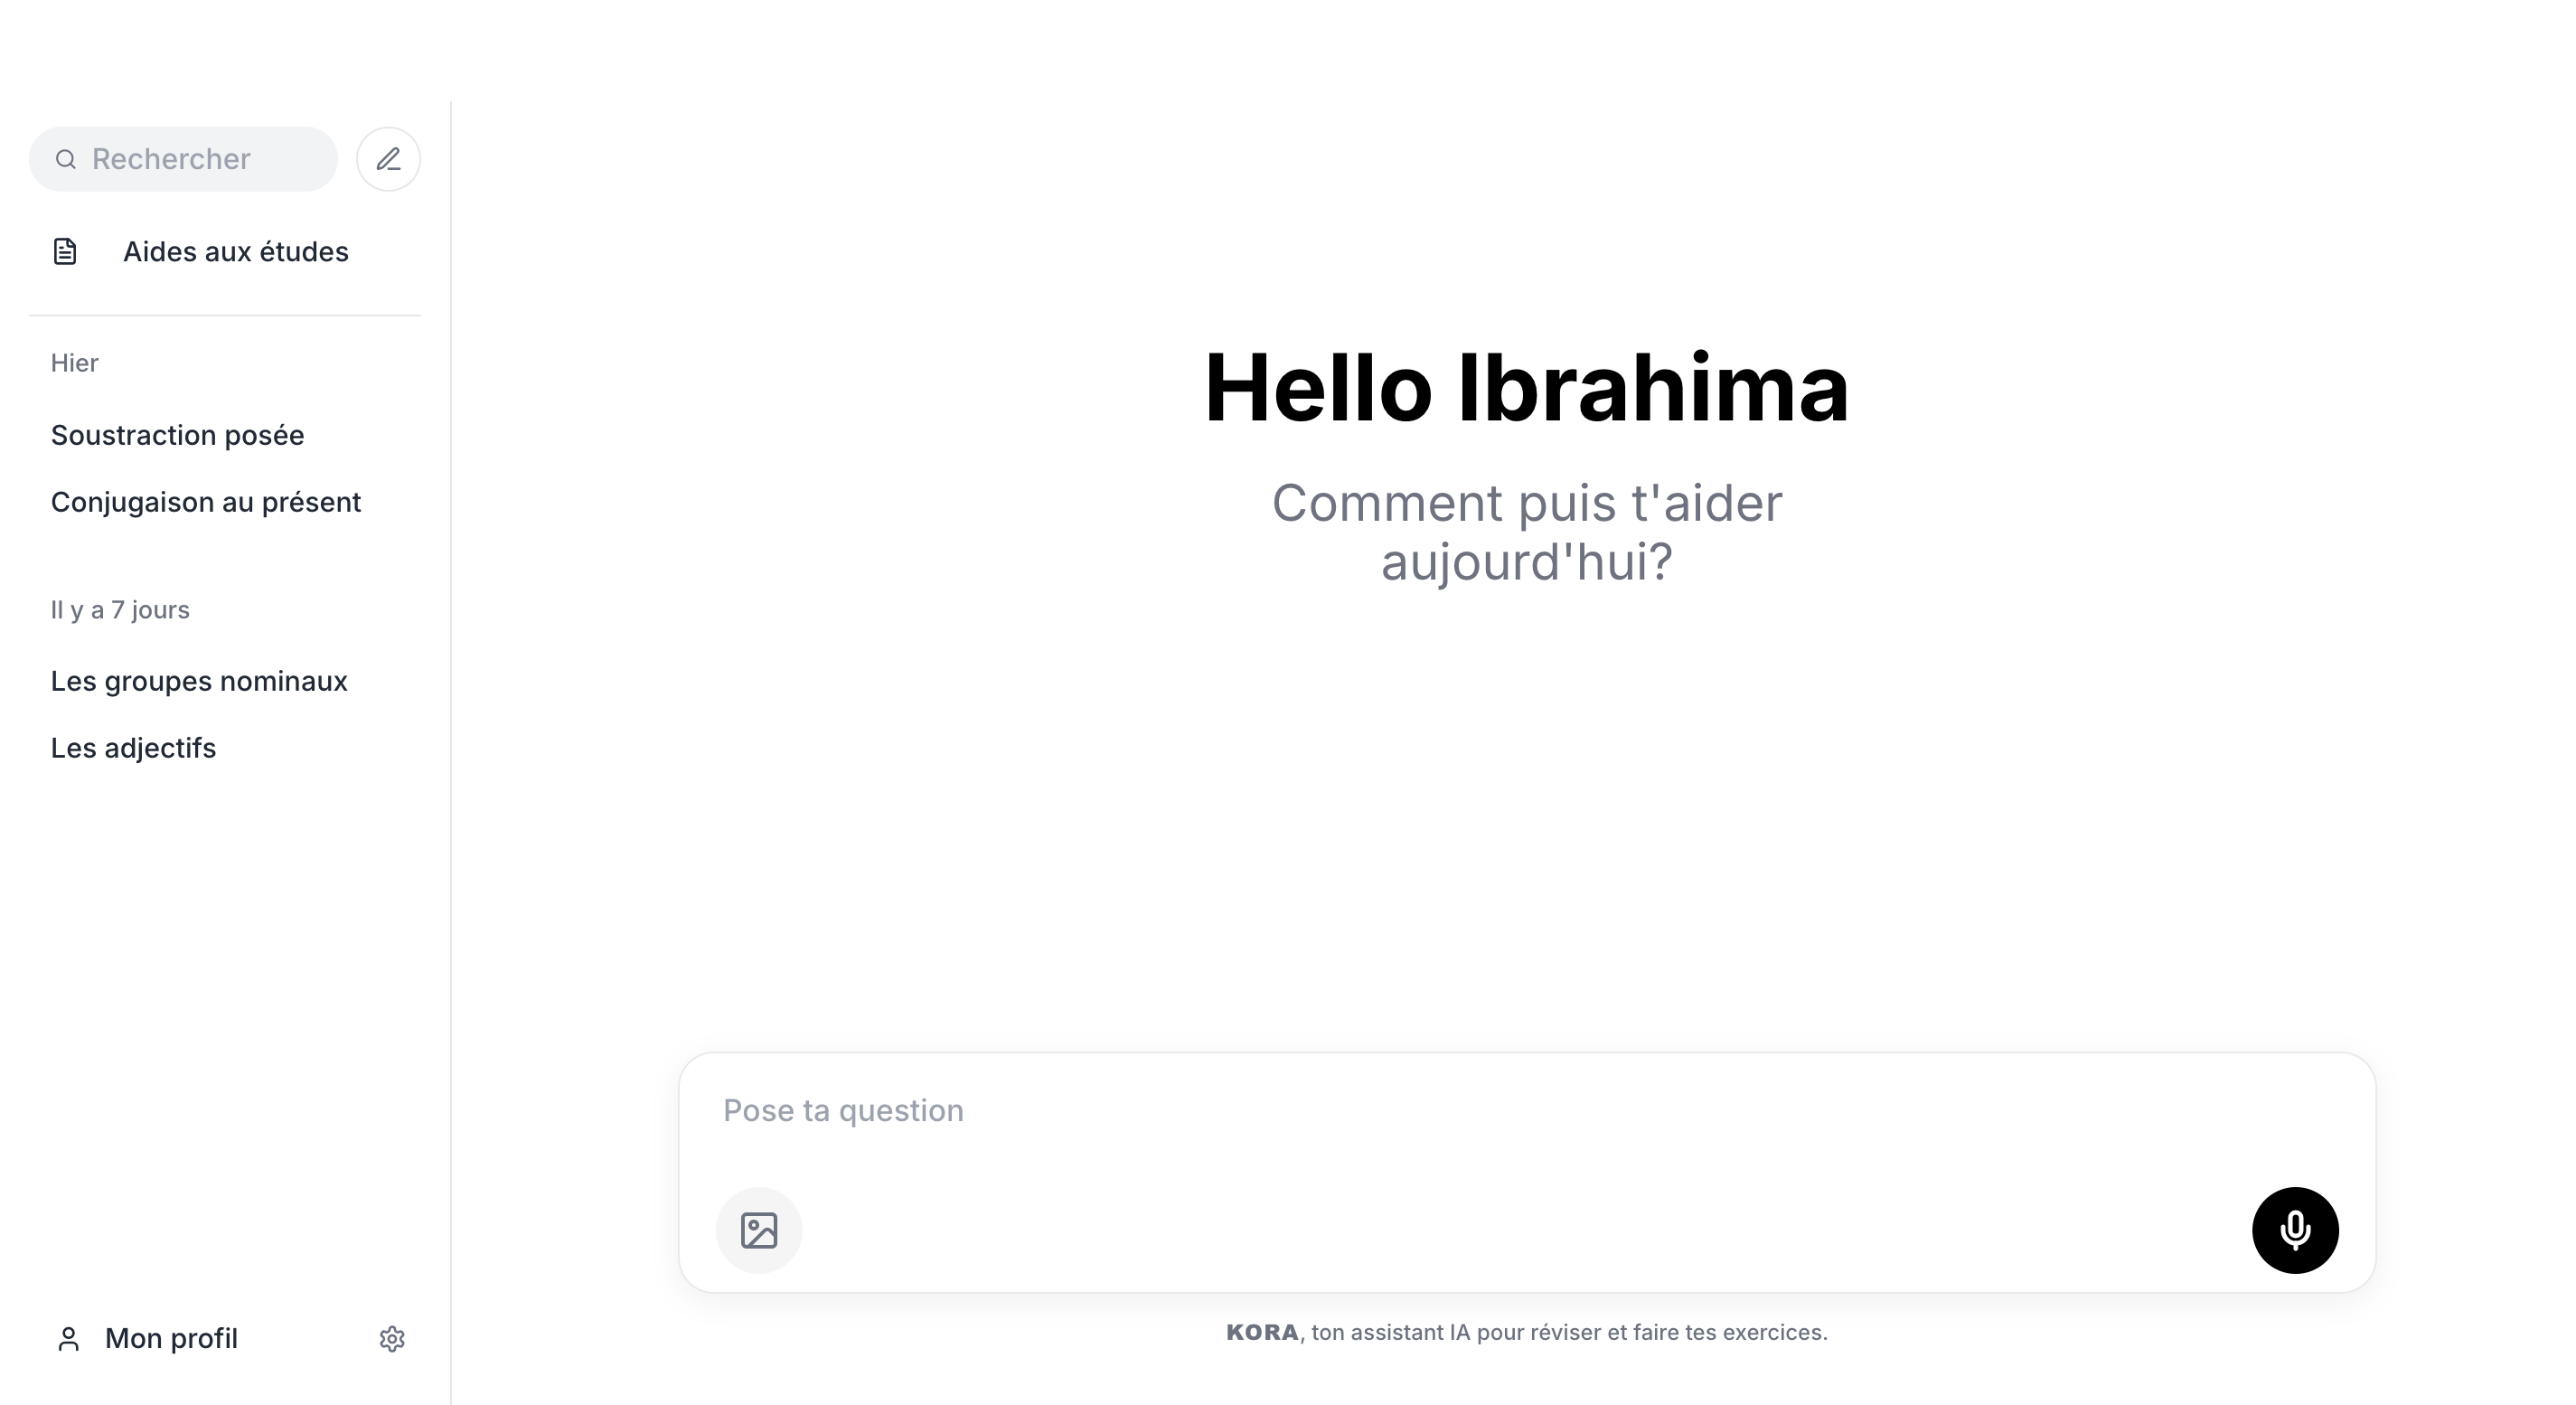 Rechercher
Aides aux études
Hier
Soustraction posée
Conjugaison au présent
Il y a 7 jours
Les groupes nominaux
Les adjectifs
Mon profil
Hello Ibrahima
Comment puis t'aider
aujourd'hui?
Pose ta question
KORA, ton assistant IA pour réviser et faire tes exercices.